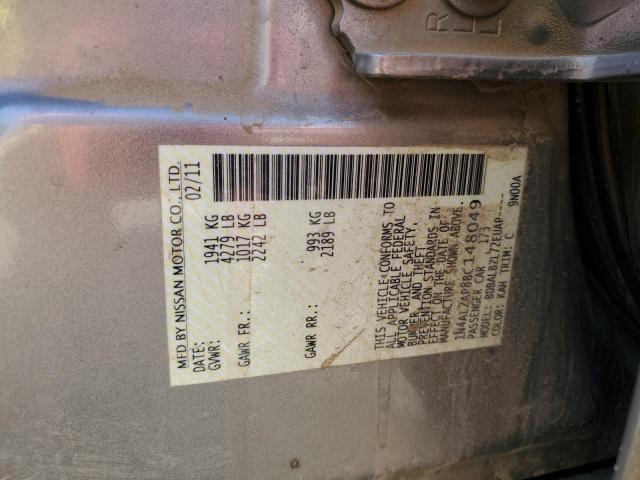 MFD BY NISSAN MOTOR CO., LTD.
DATE: 02/11
GVWR: 1941 KG
4279 LB
GAWR FR.: 1017 KG
2242 LB
GAWR RR.: 993 KG
2189 LB
THIS VEHICLE CONFORMS TO
ALL APPLICABLE FEDERAL
MOTOR VEHICLE SAFETY,
BUMPER, AND THEFT
PREVENTION STANDARDS IN
EFFECT ON THE DATE OF
MANUFACTURE SHOWN ABOVE.
1N4AL2AP8BC148049
PASSENGER CAR 173
MODEL: BDBALBZL7ZEUAP----
COLOR: KAH TRIM: C 9N00A
R
LL